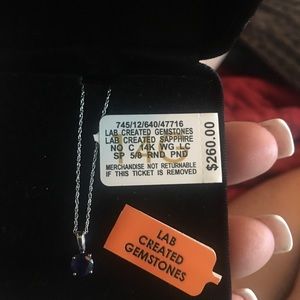 745/12/640/47716
LAB CREATED GEMSTONES
LAB CREATED SAPPHIRE
NO C 14K WG LC
SP 5/8 RND PND
MERCHANDISE NOT RETURNABLE
IF THIS TICKET IS REMOVED
$260.00
LAB
CREATED
GEMSTONES